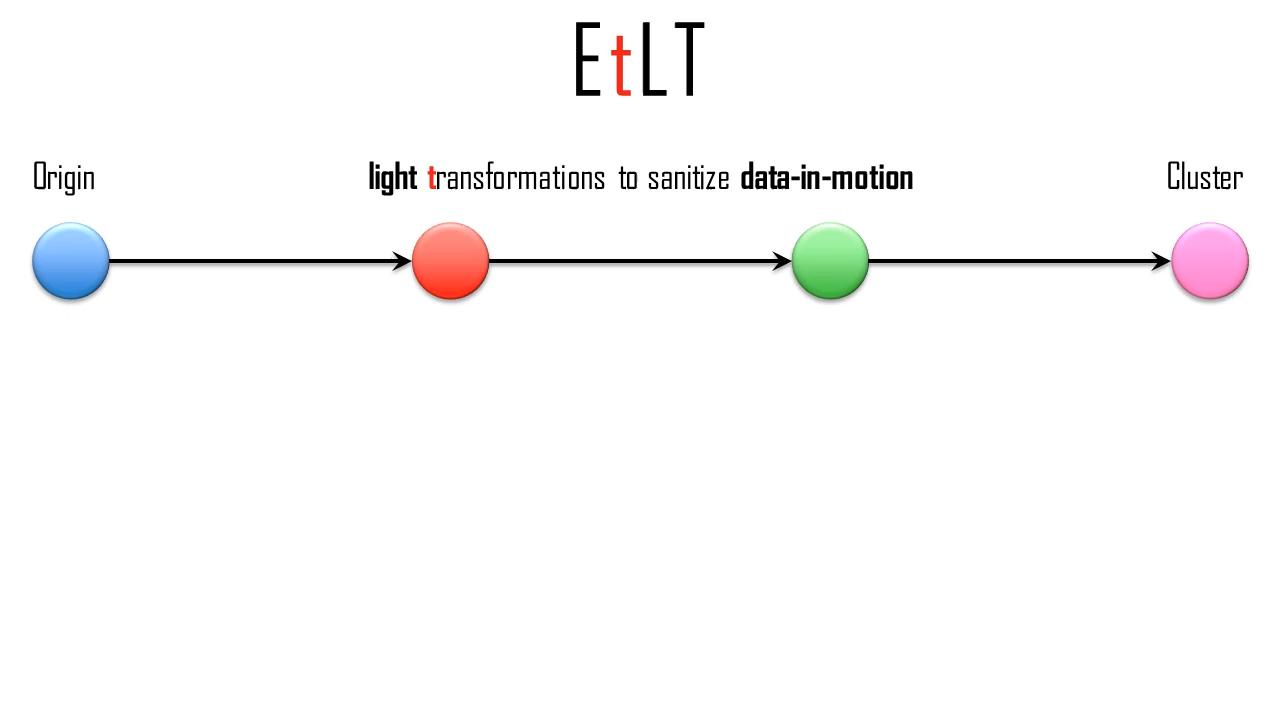 EtLT
Origin
light transformations to sanitize data-in-motion
Cluster